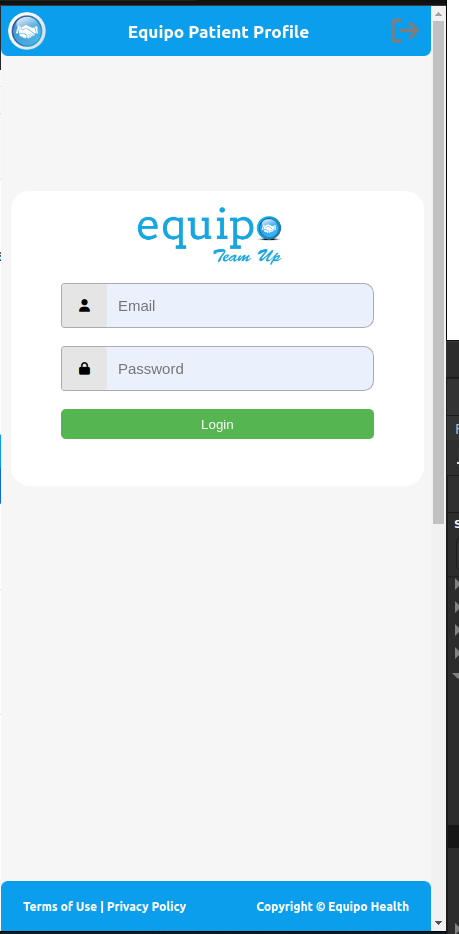 Equipo Patient Profile
equipo
Team Up
Email
Password
Login
Terms of Use | Privacy Policy
Copyright © Equipo Health